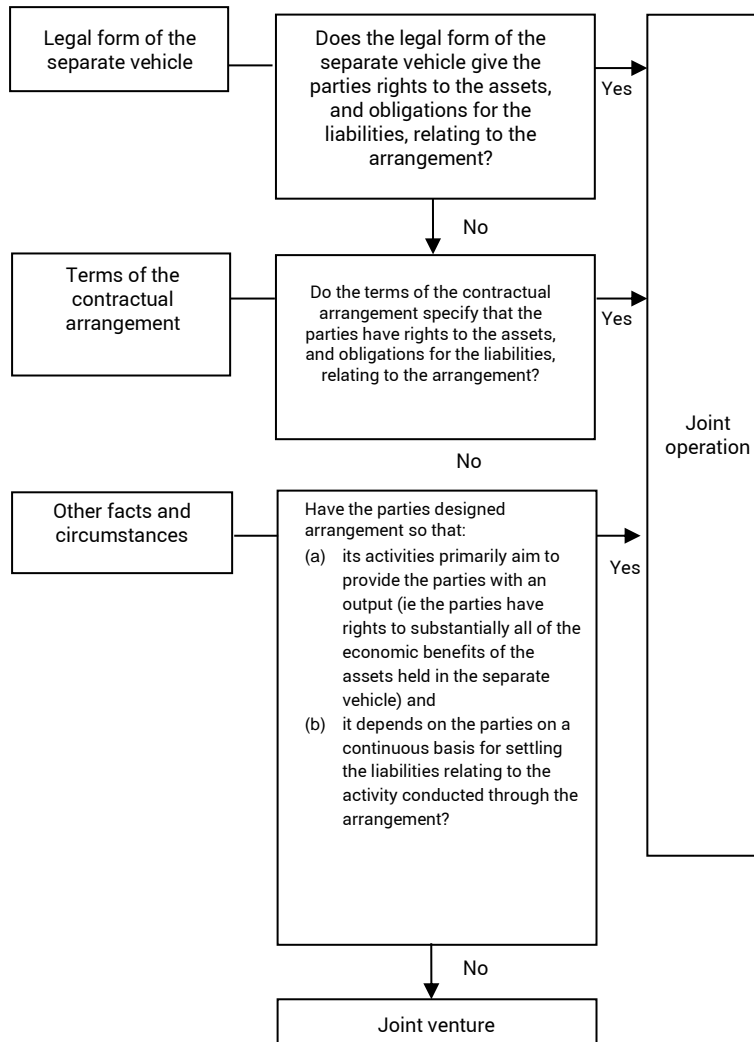 Legal form of the
separate vehicle
Does the legal form of the
separate vehicle give the
parties rights to the assets,
and obligations for the
liabilities, relating to the
arrangement?
Yes
No
Terms of the
contractual
arrangement
Do the terms of the contractual
arrangement specify that the
parties have rights to the assets,
and obligations for the liabilities,
relating to the arrangement?
Yes
Joint
operation
No
Other facts and
circumstances
Have the parties designed
arrangement so that:
(a) its activities primarily aim to
provide the parties with an
output (ie the parties have
rights to substantially all of the
economic benefits of the
assets held in the separate
vehicle) and
(b) it depends on the parties on a
continuous basis for settling
the liabilities relating to the
activity conducted through the
arrangement?
Yes
No
Joint venture